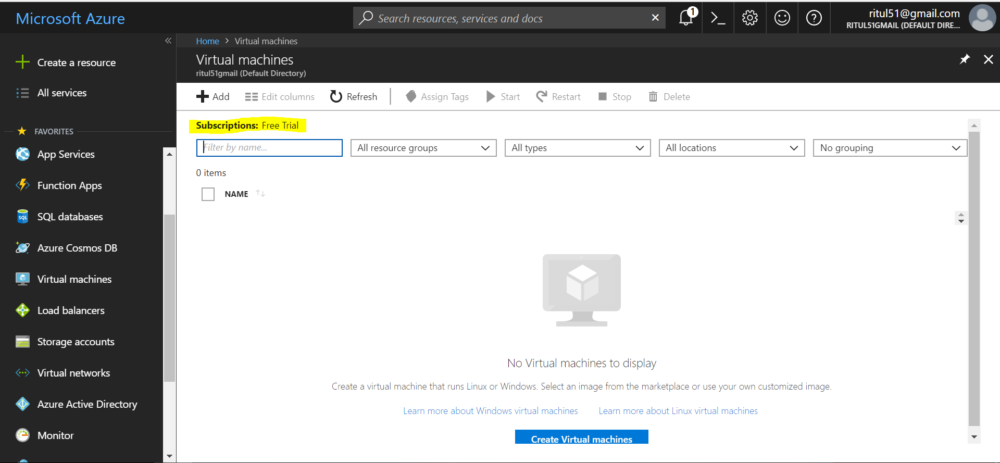 Microsoft Azure
Search resources, services and docs
1
ritul51@gmail.com
RITUL51GMAIL (DEFAULT DIRE...
Create a resource
All services
FAVORITES
App Services
Function Apps
SQL databases
SQL
Azure Cosmos DB
Virtual machines
Load balancers
Storage accounts
Virtual networks
Azure Active Directory
Monitor
Home > Virtual machines
Virtual machines
ritul51gmail (Default Directory)
Add Edit columns Refresh Assign Tags Start Restart Stop Delete
Subscriptions: Free Trial
Filter by name... All resource groups All types All locations No grouping
0 items
NAME
No Virtual machines to display
Create a virtual machine that runs Linux or Windows. Select an image from the marketplace or use your own customized image.
Learn more about Windows virtual machines Learn more about Linux virtual machines
Create Virtual machines